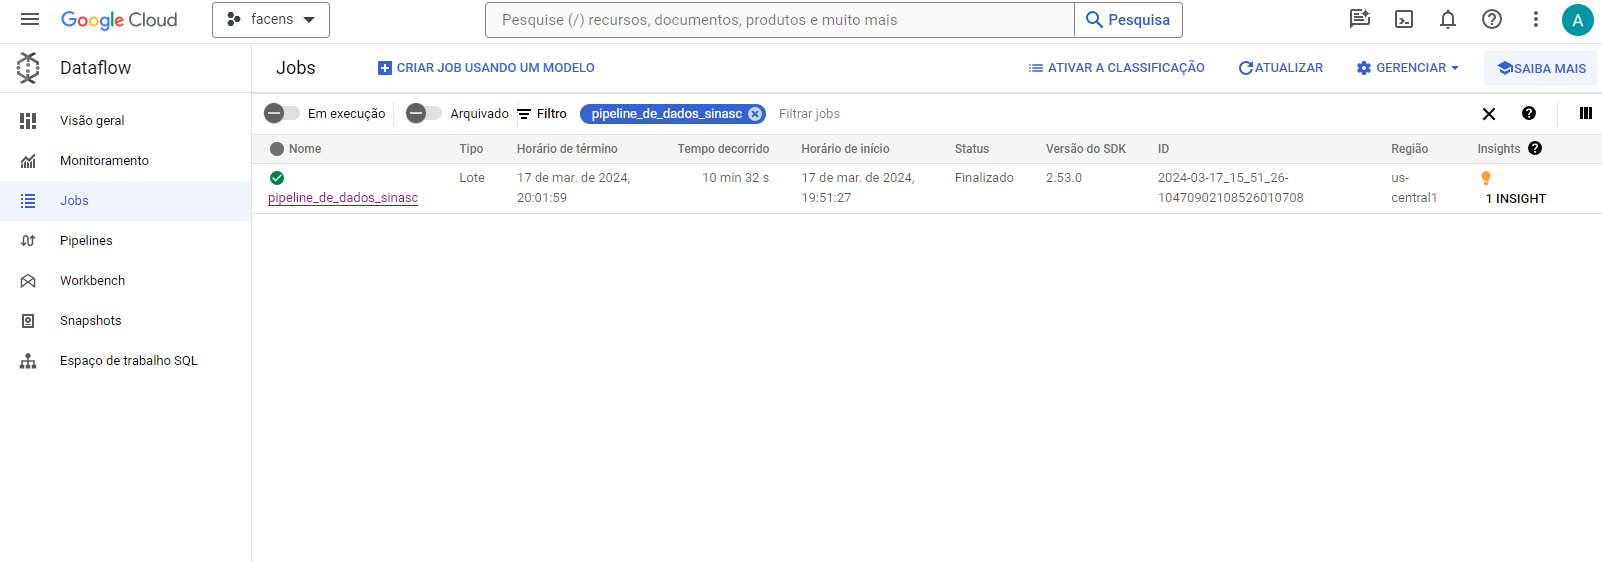 Google Cloud
facens
Pesquise (/) recursos, documentos, produtos e muito mais
Pesquisa
A
Dataflow
Jobs
CRIAR JOB USANDO UM MODELO
ATIVAR A CLASSIFICAÇÃO
ATUALIZAR
GERENCIAR
SAIBA MAIS
Visão geral
Monitoramento
Jobs
Pipelines
Workbench
Snapshots
Espaço de trabalho SQL
Em execução
Arquivado
Filtro
pipeline_de_dados_sinasc
Filtrar jobs
Nome Tipo Horário de término Tempo decorrido Horário de início Status Versão do SDK ID Região Insights
pipeline_de_dados_sinasc
Lote
17 de mar. de 2024,
20:01:59
10 min 32 s
17 de mar. de 2024,
19:51:27
Finalizado
2.53.0
2024-03-17_15_51_26-
10470902108526010708
us-
central1
1 INSIGHT